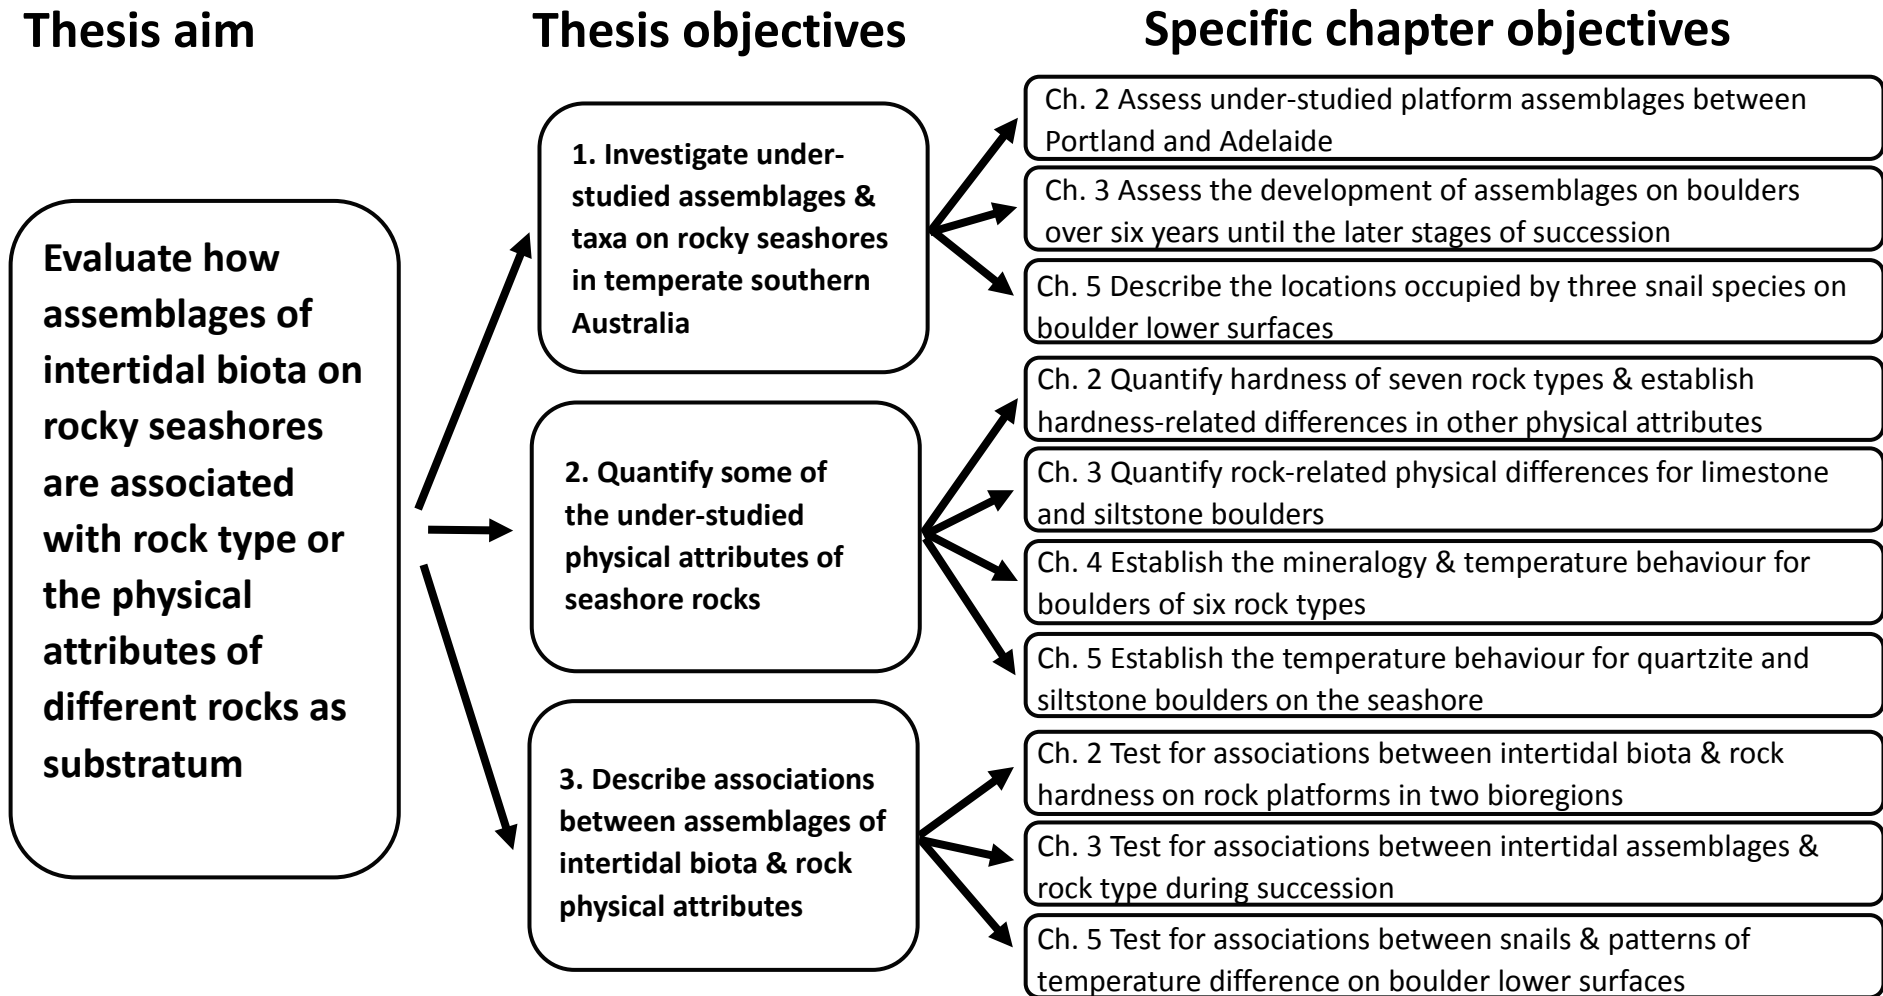 Thesis aim
Thesis objectives
Specific chapter objectives
Evaluate how
assemblages of
intertidal biota on
rocky seashores
are associated
with rock type or
the physical
attributes of
different rocks as
substratum
1. Investigate under-
studied assemblages &
taxa on rocky seashores
in temperate southern
Australia
2. Quantify some of
the under-studied
physical attributes of
seashore rocks
3. Describe associations
between assemblages of
intertidal biota & rock
physical attributes
Ch. 2 Assess under-studied platform assemblages between
Portland and Adelaide
Ch. 3 Assess the development of assemblages on boulders
over six years until the later stages of succession
Ch. 5 Describe the locations occupied by three snail species on
boulder lower surfaces
Ch. 2 Quantify hardness of seven rock types & establish
hardness-related differences in other physical attributes
Ch. 3 Quantify rock-related physical differences for limestone
and siltstone boulders
Ch. 4 Establish the mineralogy & temperature behaviour for
boulders of six rock types
Ch. 5 Establish the temperature behaviour for quartzite and
siltstone boulders on the seashore
Ch. 2 Test for associations between intertidal biota & rock
hardness on rock platforms in two bioregions
Ch. 3 Test for associations between intertidal assemblages &
rock type during succession
Ch. 5 Test for associations between snails & patterns of
temperature difference on boulder lower surfaces